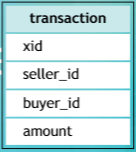 transaction
xid
seller_id
buyer_id
amount